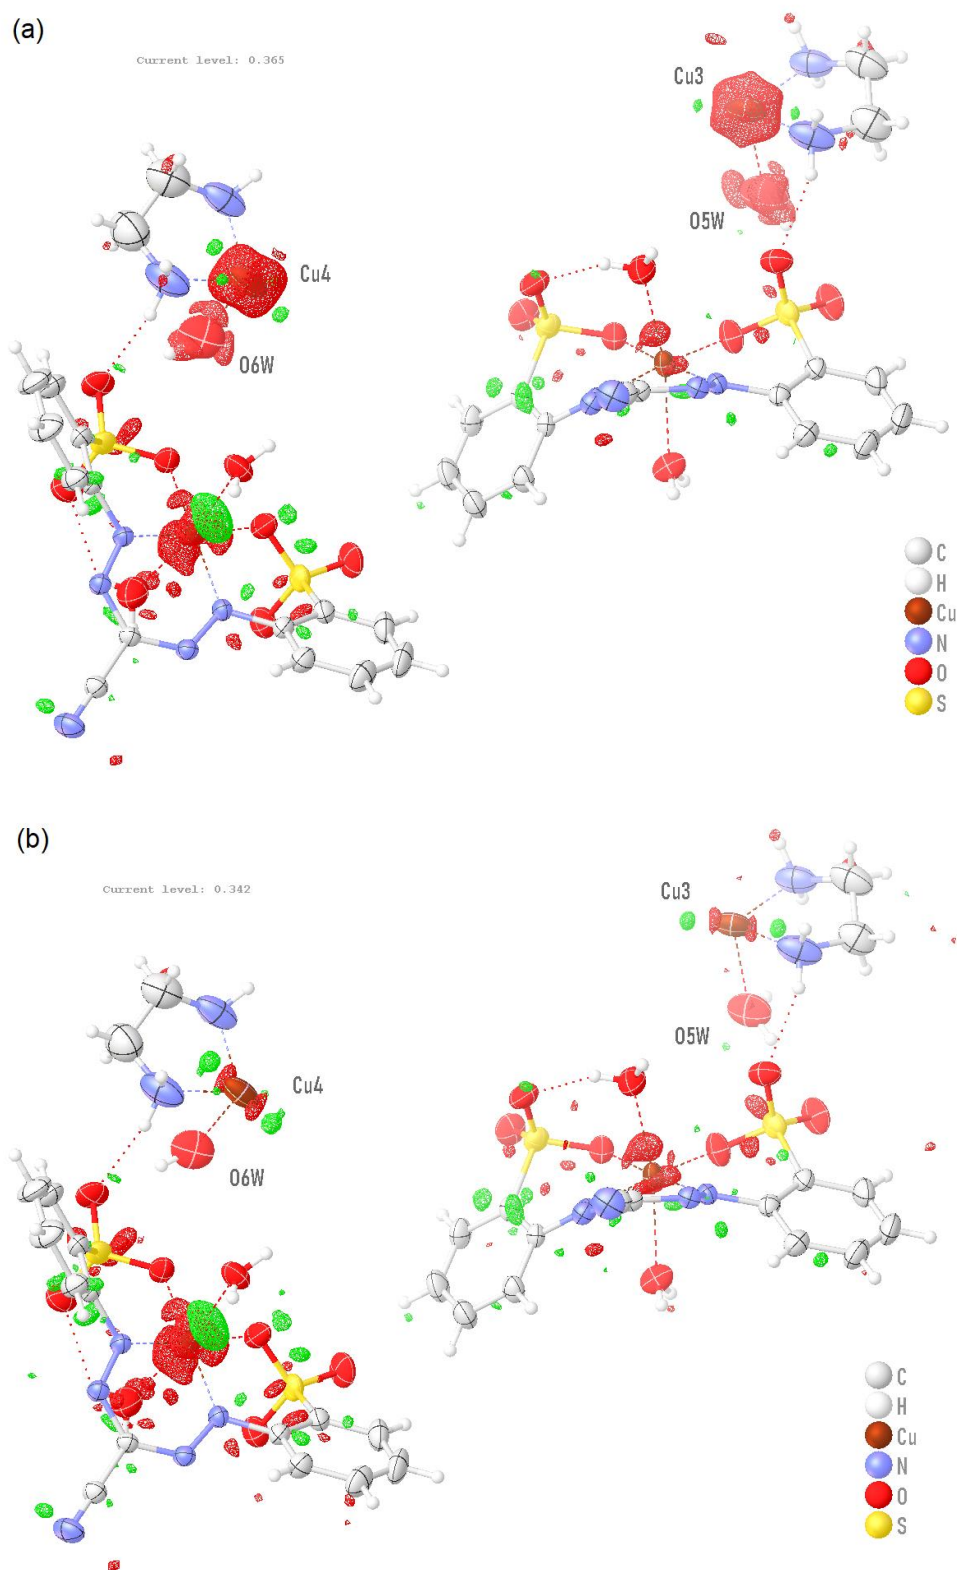 (a)
Current level: 0.365
Cu3
O5W
Cu4
O6W
C
H
Cu
N
O
S
(b)
Current level: 0.342
Cu3
O5W
Cu4
O6W
C
H
Cu
N
O
S